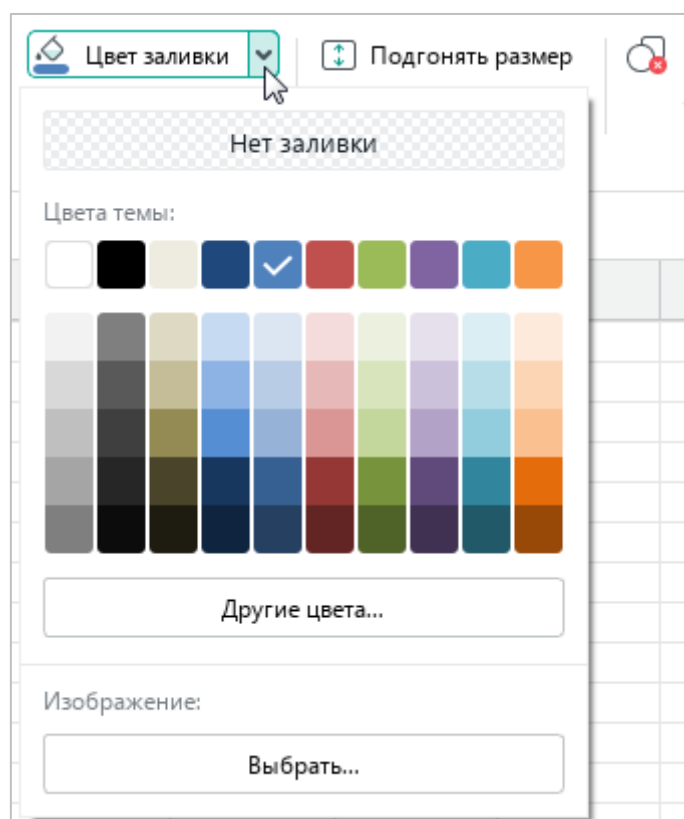 Цвет заливки
Подгонять размер
Нет заливки
Цвета темы:
Другие цвета...
Изображение:
Выбрать...